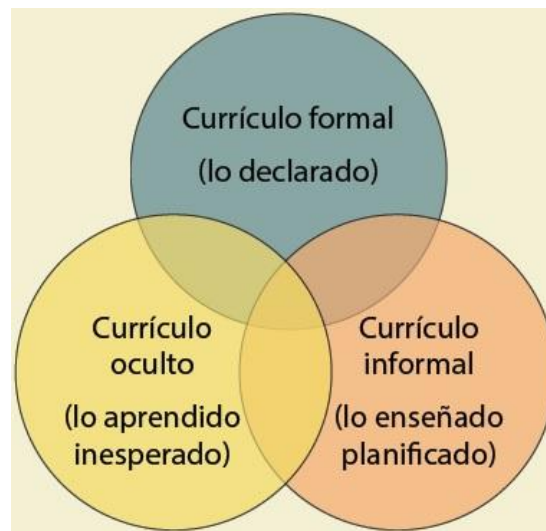 Currículo formal
(lo declarado)
Currículo
oculto
(lo aprendido
inesperado)
Currículo
informal
(lo enseñado
planificado)